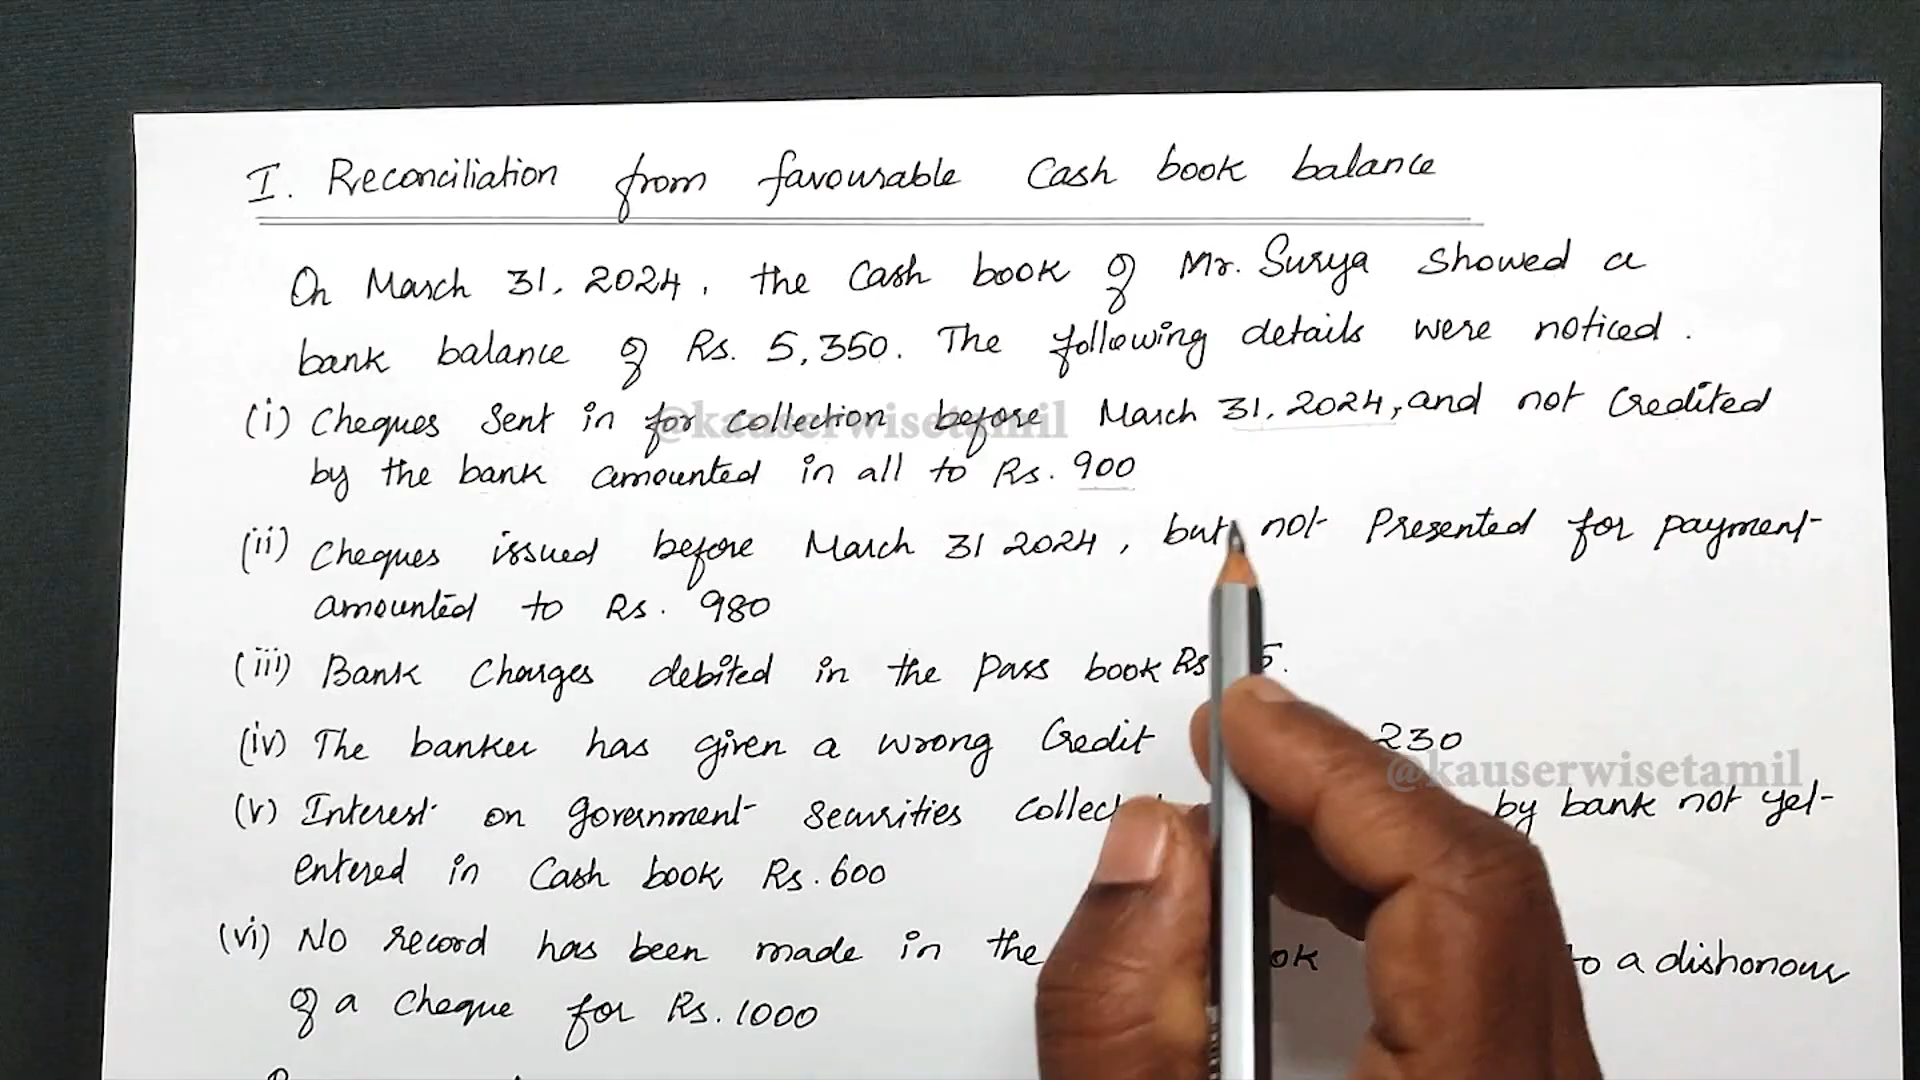 I. Reconciliation from favourable Cash book balance
On March 31, 2024, the Cash book of Mr. Surya showed a
bank balance of Rs. 5,350. The following details were noticed.
(i) Cheques Sent in for collection before March 31, 2024, and not Credited
@kauserwisetamil
by the bank amounted in all to Rs. 900
(ii) Cheques issued before March 31 2024, but not Presented for payment
amounted to Rs. 980
(iii) Bank Charges debited in the pass book Rs 5.
(iv) The banker has given a wrong Credit 230
@kauserwisetamil
(v) Interest on government securities by bank not yet
entered in Cash book Rs. 600
(vi) No record has been made in the to a dishonour
of a cheque for Rs. 1000